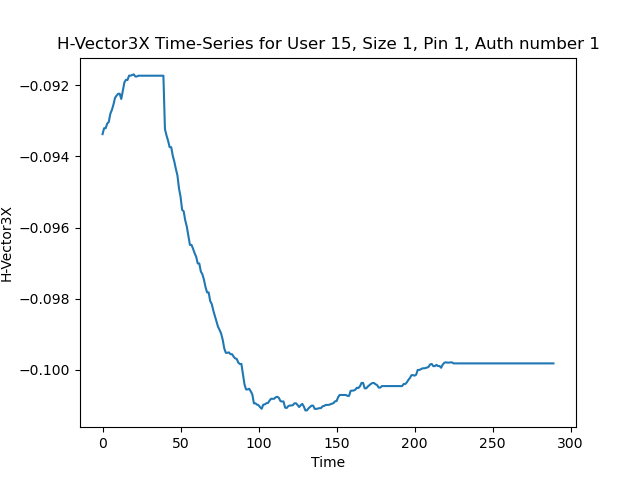 H-Vector3X Time-Series for User 15, Size 1, Pin 1, Auth number 1
−0.092
−0.094
−0.096
−0.098
−0.100
H-Vector3X
0 50 100 150 200 250 300
Time